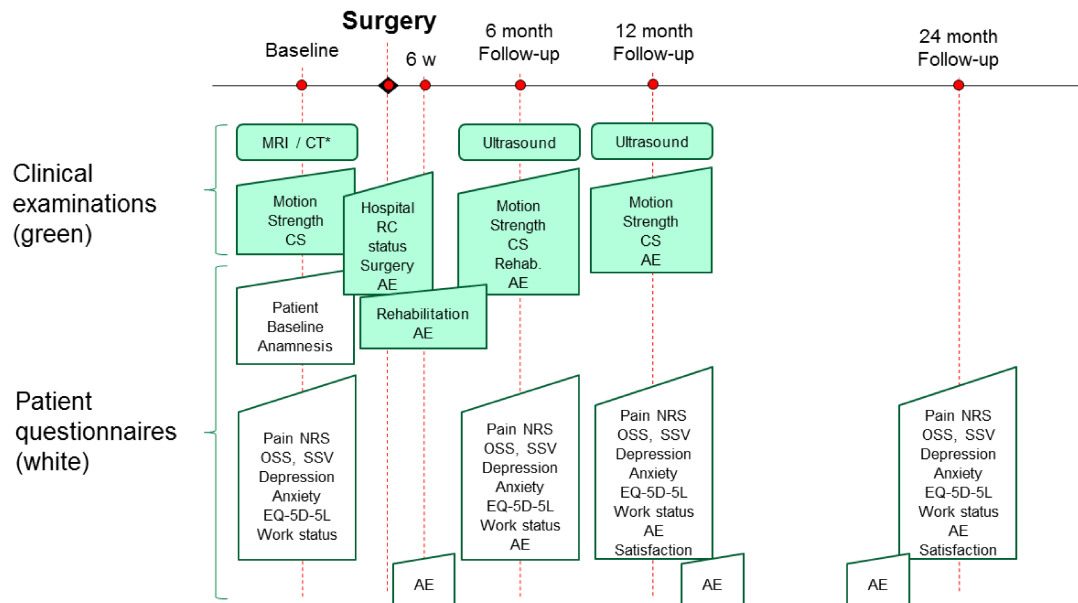 Surgery
Baseline
6 w
6 month
Follow-up
12 month
Follow-up
24 month
Follow-up
Clinical
examinations
(green)
MRI / CT*
Ultrasound
Ultrasound
Motion
Strength
CS
Hospital
RC
status
Surgery
AE
Motion
Strength
CS
Rehab.
AE
Motion
Strength
CS
AE
Patient
questionnaires
(white)
Patient
Baseline
Anamnesis
Rehabilitation
AE
Pain NRS
OSS, SSV
Depression
Anxiety
EQ-5D-5L
Work status
Pain NRS
OSS, SSV
Depression
Anxiety
EQ-5D-5L
Work status
AE
Pain NRS
OSS, SSV
Depression
Anxiety
EQ-5D-5L
Work status
AE
Satisfaction
Pain NRS
OSS, SSV
Depression
Anxiety
EQ-5D-5L
Work status
AE
Satisfaction
AE
AE
AE